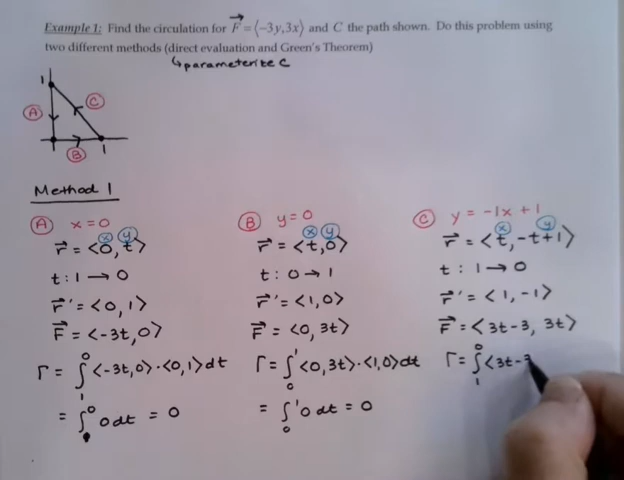 Example 1: Find the circulation for F→ = ⟨−3y, 3x⟩ and C the path shown. Do this problem using
two different methods (direct evaluation and Green's Theorem)
↳parameterize C
1
A
C
B
1
Method 1
A x=0
x y
r→ = <0, t>
t: 1 → 0
r→' = <0, 1>
F→ = <-3t, 0>
Γ = ∫₁⁰ <-3t, 0> · <0, 1> dt
= ∫₁⁰ 0 dt = 0
B y=0
x y
r→ = <t, 0>
t: 0 → 1
r→' = <1, 0>
F→ = <0, 3t>
Γ = ∫₀¹ <0, 3t> · <1, 0> dt
= ∫₀¹ 0 dt = 0
C y = -1x + 1
x y
r→ = <t, -t+1>
t: 1 → 0
r→' = <1, -1>
F→ = <3t-3, 3t>
Γ = ∫₁⁰ <3t-3